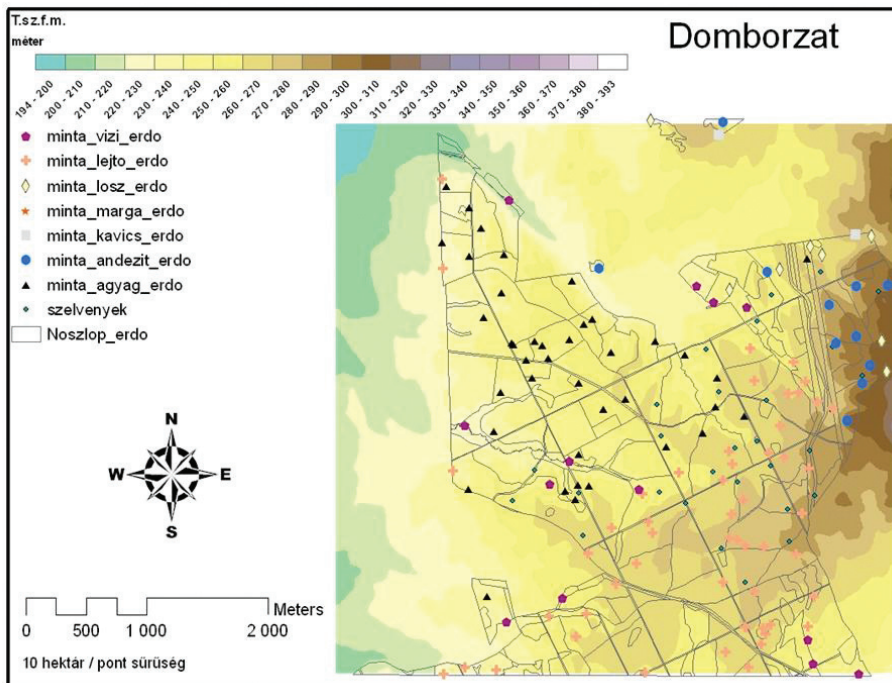 T.sz.f.m.
méter
Domborzat
194 - 200
200 - 210
210 - 220
220 - 230
230 - 240
240 - 250
250 - 260
260 - 270
270 - 280
280 - 290
290 - 300
300 - 310
310 - 320
320 - 330
330 - 340
340 - 350
350 - 360
360 - 370
370 - 380
380 - 393
minta_vizi_erdo
minta_lejto_erdo
minta_losz_erdo
minta_marga_erdo
minta_kavics_erdo
minta_andezit_erdo
minta_agyag_erdo
szelvenyek
Noszlop_erdo
N
W E
S
Meters
0 500 1 000 2 000
10 hektár / pont sürüség